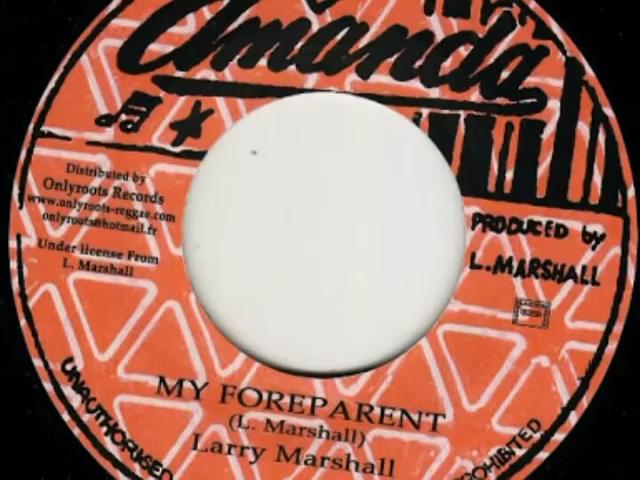 Amanda
Distributed by
Onlyroots Records
www.onlyroots-reggae.com
onlyroots@hotmail.fr
Under license From
L. Marshall
PRODUCED by
L. MARSHALL
MY FOREPARENT
(L. Marshall)
Larry Marshall
UNAUTHORISED